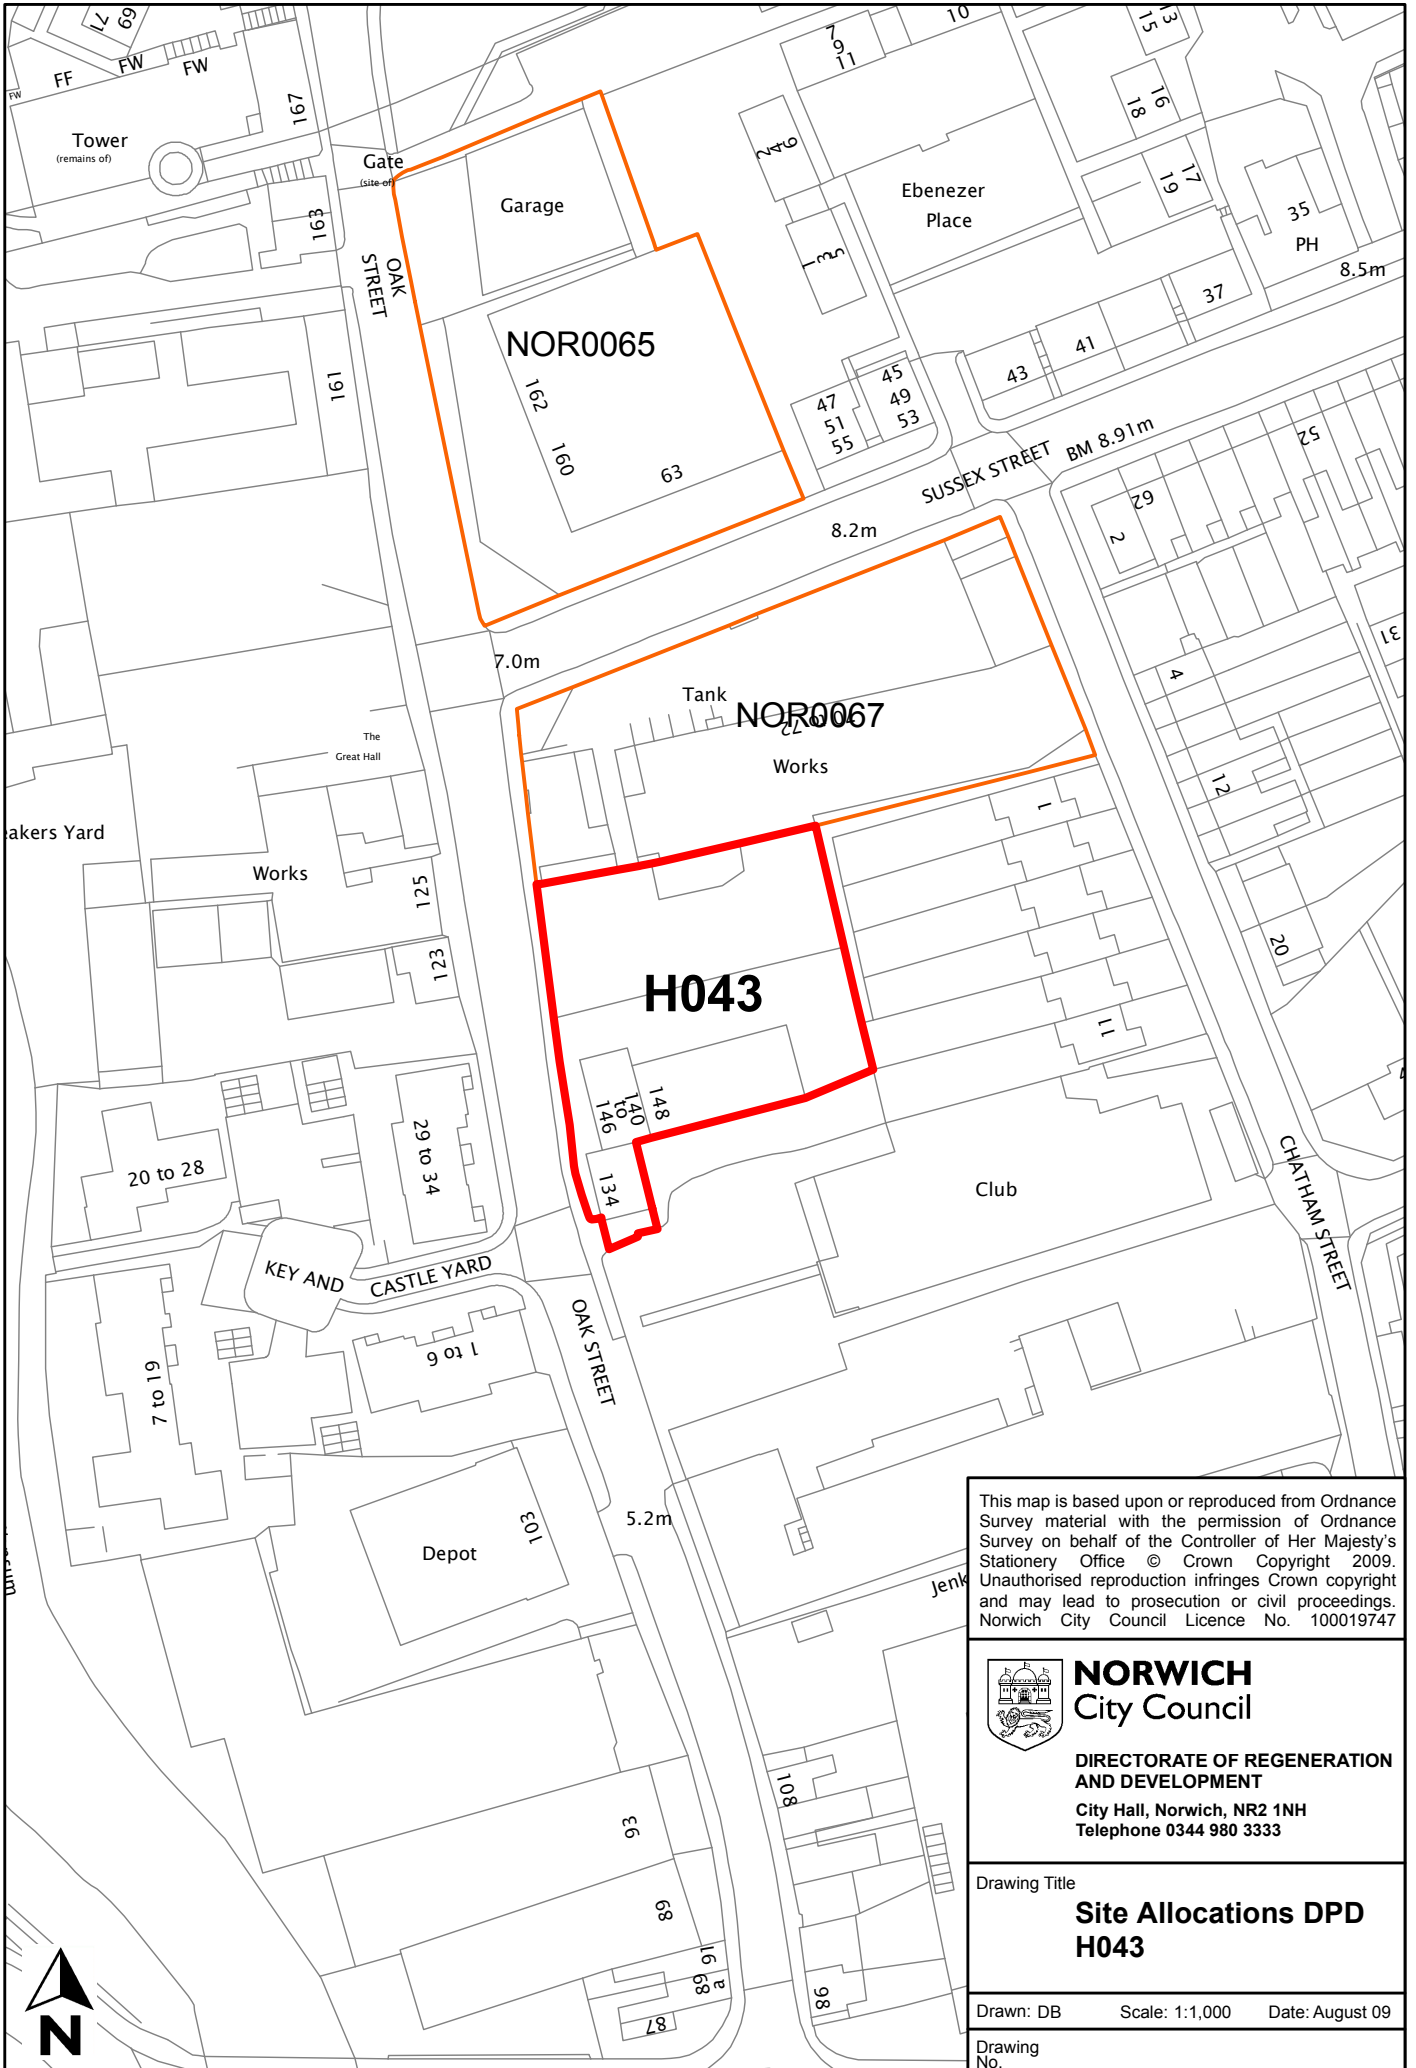 71
69
FF
FW
FW
FW
167
Tower
(remains of)
Gate
(site of)
163
Garage
OAK
STREET
NOR0065
161
162
160
63
7
9
11
10
13
15
16
18
2
4
6
Ebenezer
Place
17
19
35
PH
8.5m
1
3
5
37
41
43
45
49
53
47
51
55
SUSSEX STREET
BM 8.91m
52
62
2
8.2m
31
7.0m
4
Tank
NOR0067
70 to 72
Works
The
Great Hall
12
1
akers Yard
Works
125
123
20
H043
11
148
140
to
146
134
29 to 34
20 to 28
Club
CHATHAM STREET
KEY AND
CASTLE YARD
OAK STREET
1 to 6
7 to 19
5.2m
103
Depot
Jenk
108
93
89
91
89
a
87
98
This map is based upon or reproduced from Ordnance
Survey material with the permission of Ordnance
Survey on behalf of the Controller of Her Majesty's
Stationery Office © Crown Copyright 2009.
Unauthorised reproduction infringes Crown copyright
and may lead to prosecution or civil proceedings.
Norwich City Council Licence No. 100019747
NORWICH
City Council
DIRECTORATE OF REGENERATION
AND DEVELOPMENT
City Hall, Norwich, NR2 1NH
Telephone 0344 980 3333
Drawing Title
Site Allocations DPD
H043
Drawn: DB Scale: 1:1,000 Date: August 09
Drawing
No.
N